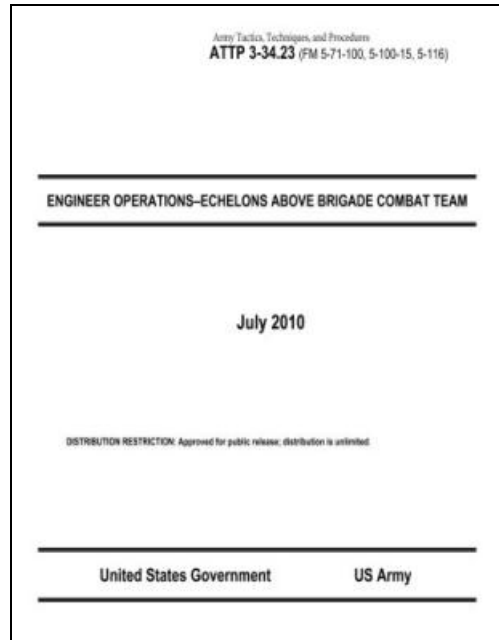 Army Tactics, Techniques, and Procedures
ATTP 3-34.23 (FM 5-71-100, 5-100-15, 5-116)
ENGINEER OPERATIONS–ECHELONS ABOVE BRIGADE COMBAT TEAM
July 2010
DISTRIBUTION RESTRICTION: Approved for public release; distribution is unlimited.
United States Government US Army